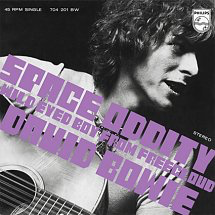 45 RPM SINGLE 704 201 BW
PHILIPS
STEREO
SPACE ODDITY
WILD EYED BOY FROM FREECLOUD
DAVID BOWIE